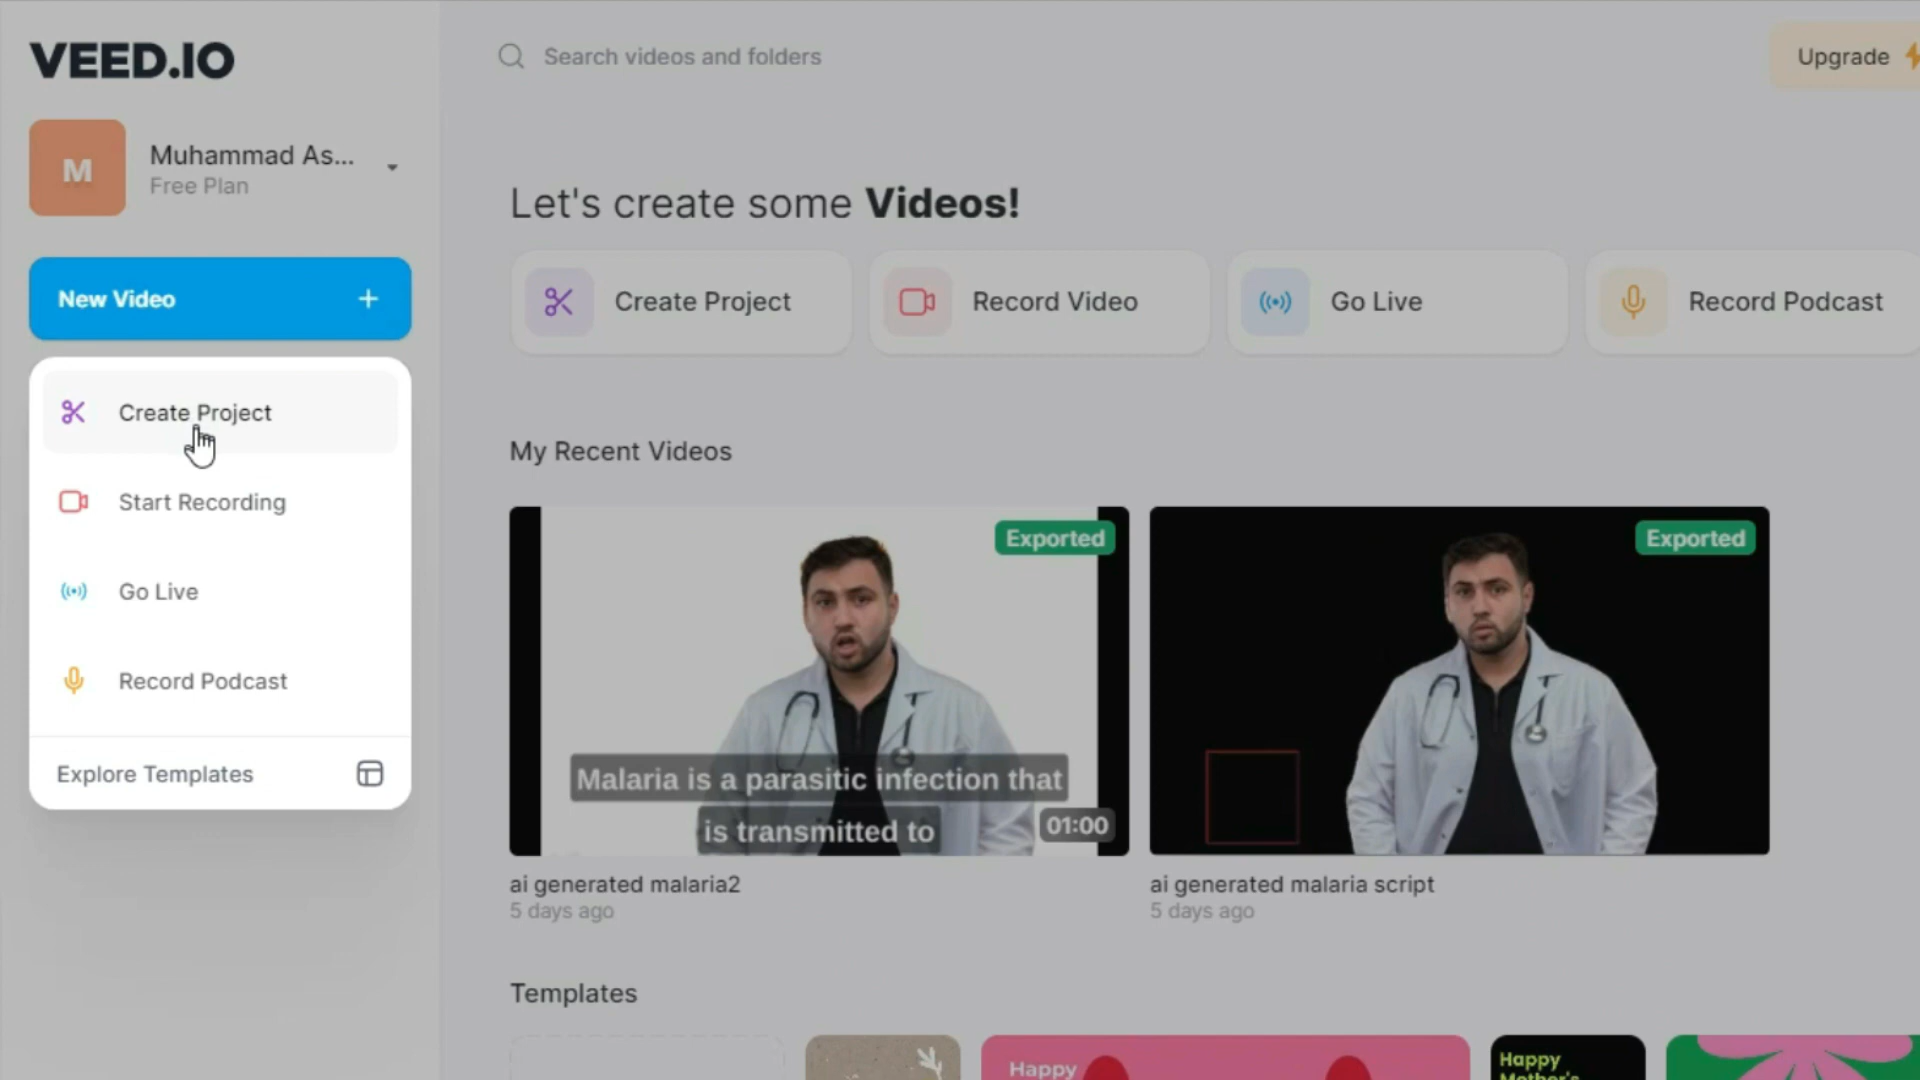 VEED.IO
Search videos and folders
Upgrade
M
Muhammad As...
Free Plan
New Video +
Let's create some Videos!
Create Project
Record Video
Go Live
Record Podcast
Create Project
Start Recording
Go Live
Record Podcast
Explore Templates
My Recent Videos
Exported
Malaria is a parasitic infection that
is transmitted to
01:00
ai generated malaria2
5 days ago
Exported
ai generated malaria script
5 days ago
Templates
Happy
Happy
Mother's